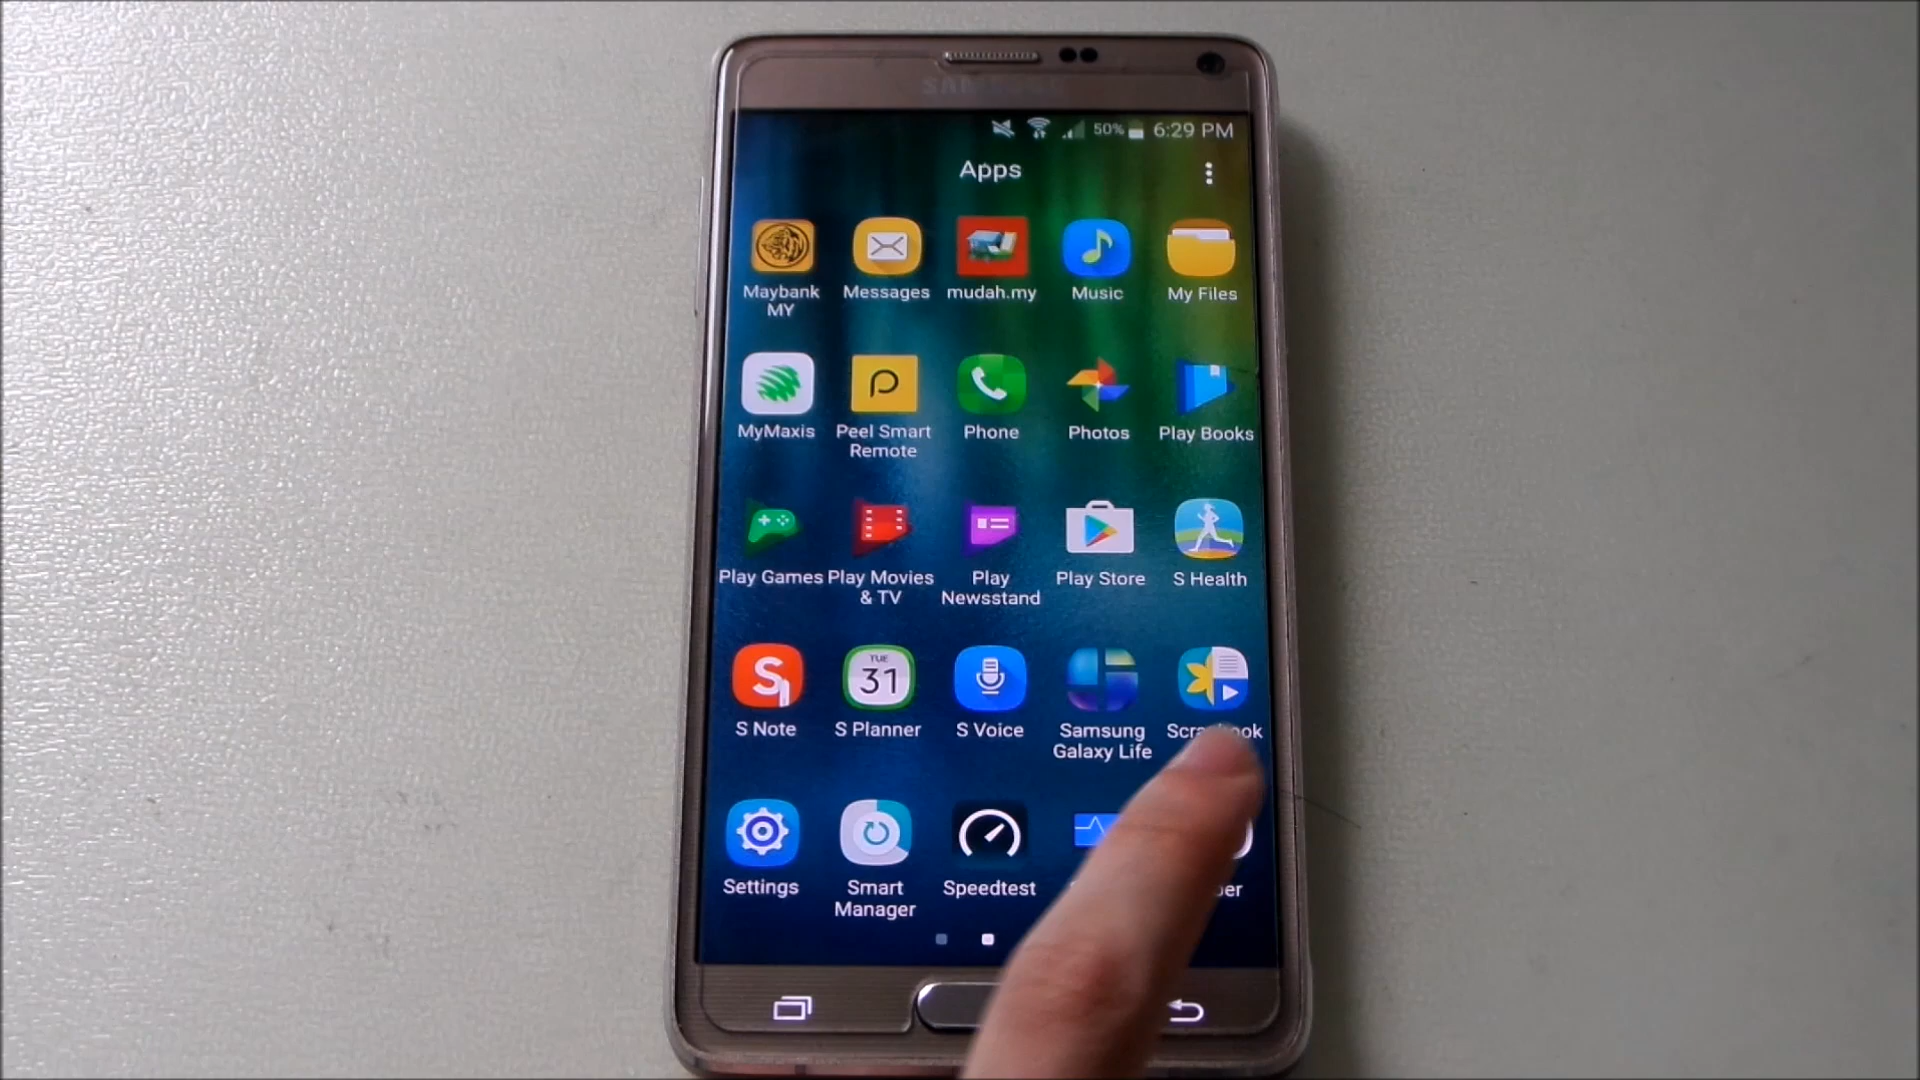 SAMSUNG
50% 6:29 PM
Apps
Maybank
MY
Messages
mudah.my
Music
My Files
MyMaxis
Peel Smart
Remote
Phone
Photos
Play Books
Play Games
Play Movies
& TV
Play
Newsstand
Play Store
S Health
S
TUE
31
S Note
S Planner
S Voice
Samsung
Galaxy Life
Settings
Smart
Manager
Speedtest